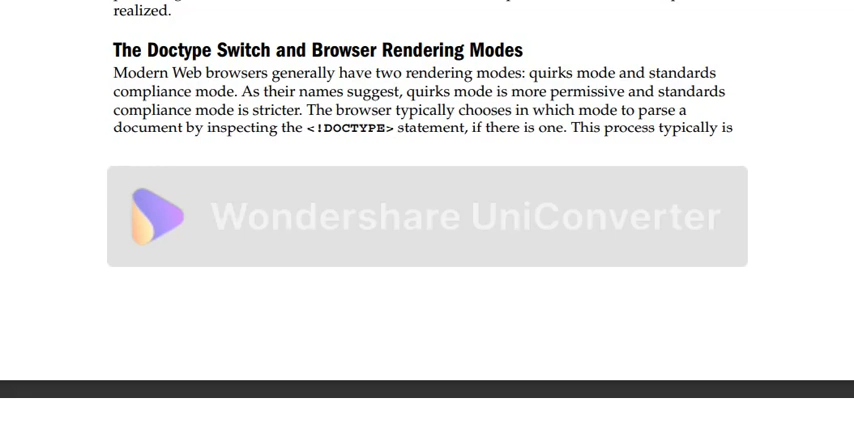 realized.
The Doctype Switch and Browser Rendering Modes
Modern Web browsers generally have two rendering modes: quirks mode and standards
compliance mode. As their names suggest, quirks mode is more permissive and standards
compliance mode is stricter. The browser typically chooses in which mode to parse a
document by inspecting the <!DOCTYPE> statement, if there is one. This process typically is
Wondershare UniConverter